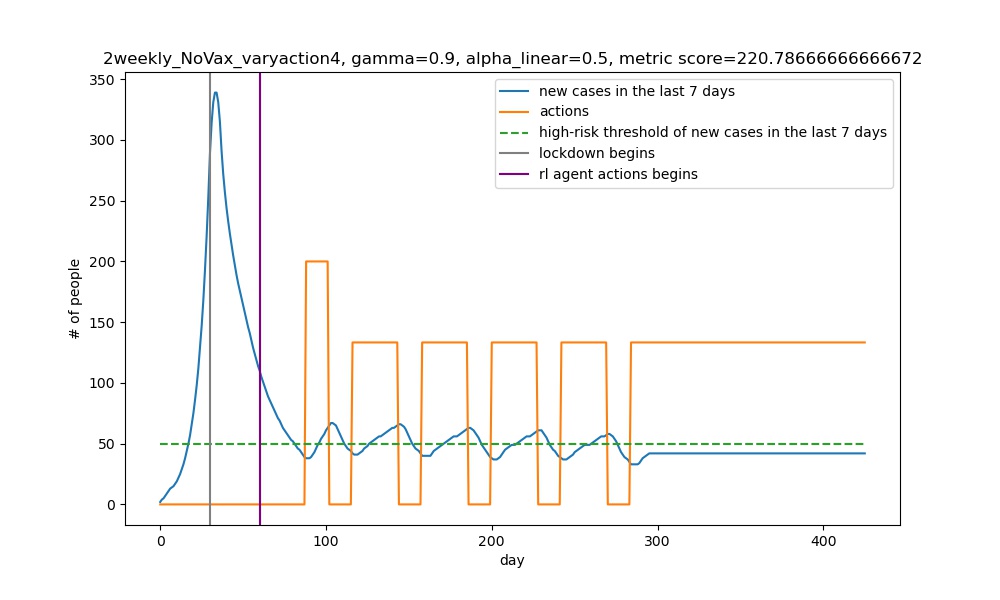 2weekly_NoVax_varyaction4, gamma=0.9, alpha_linear=0.5, metric score=220.78666666666672
350
300
250
200
150
100
50
0
# of people
new cases in the last 7 days
actions
high-risk threshold of new cases in the last 7 days
lockdown begins
rl agent actions begins
0
100
200
300
400
day